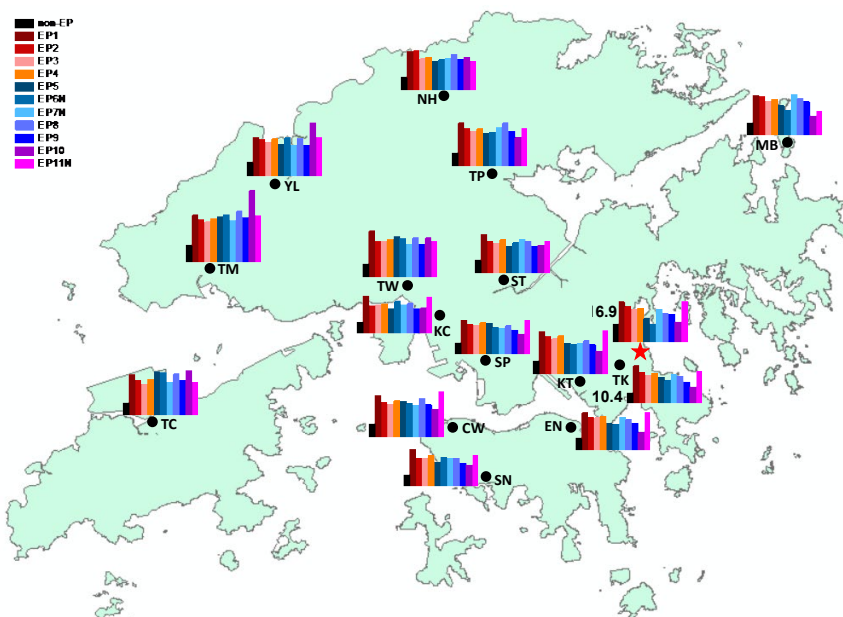 non-EP
EP1
EP2
EP3
EP4
EP5
EP6N
EP7N
EP8
EP9
EP10
EP11N
NH
MB
TP
YL
TM
ST
TW
16.9
KC
SP
KT
TK
10.4
TC
CW
EN
SN